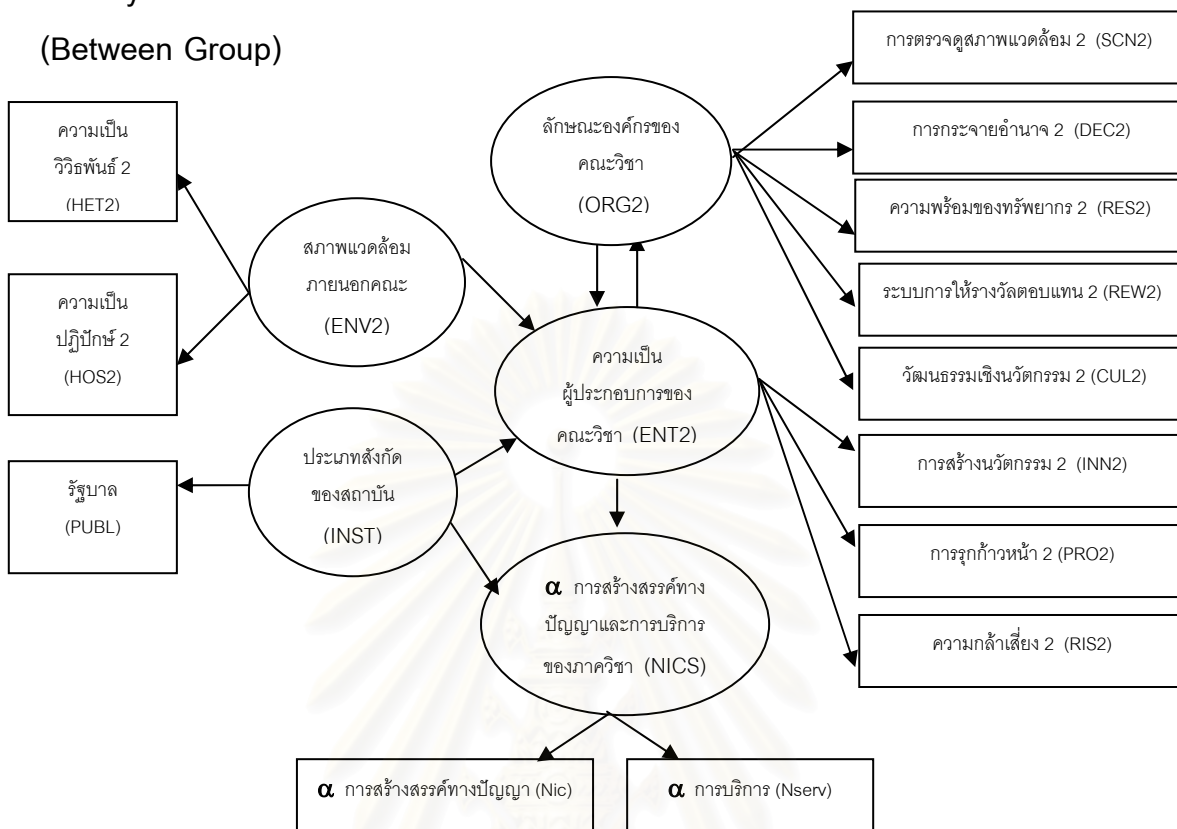 (Between Group)
การตรวจดูสภาพแวดล้อม 2 (SCN2)
ความเป็น
วิวิธพันธ์ 2
(HET2)
ลักษณะองค์กรของ
คณะวิชา
(ORG2)
การกระจายอำนาจ 2 (DEC2)
ความพร้อมของทรัพยากร 2 (RES2)
สภาพแวดล้อม
ภายนอกคณะ
(ENV2)
ระบบการให้รางวัลตอบแทน 2 (REW2)
ความเป็น
ปฏิปักษ์ 2
(HOS2)
ความเป็น
ผู้ประกอบการของ
คณะวิชา (ENT2)
วัฒนธรรมเชิงนวัตกรรม 2 (CUL2)
การสร้างนวัตกรรม 2 (INN2)
ประเภทสังกัด
ของสถาบัน
(INST)
รัฐบาล
(PUBL)
การรุกก้าวหน้า 2 (PRO2)
α การสร้างสรรค์ทาง
ปัญญาและการบริการ
ของภาควิชา (NICS)
ความกล้าเสี่ยง 2 (RIS2)
α การสร้างสรรค์ทางปัญญา (Nic)
α การบริการ (Nserv)